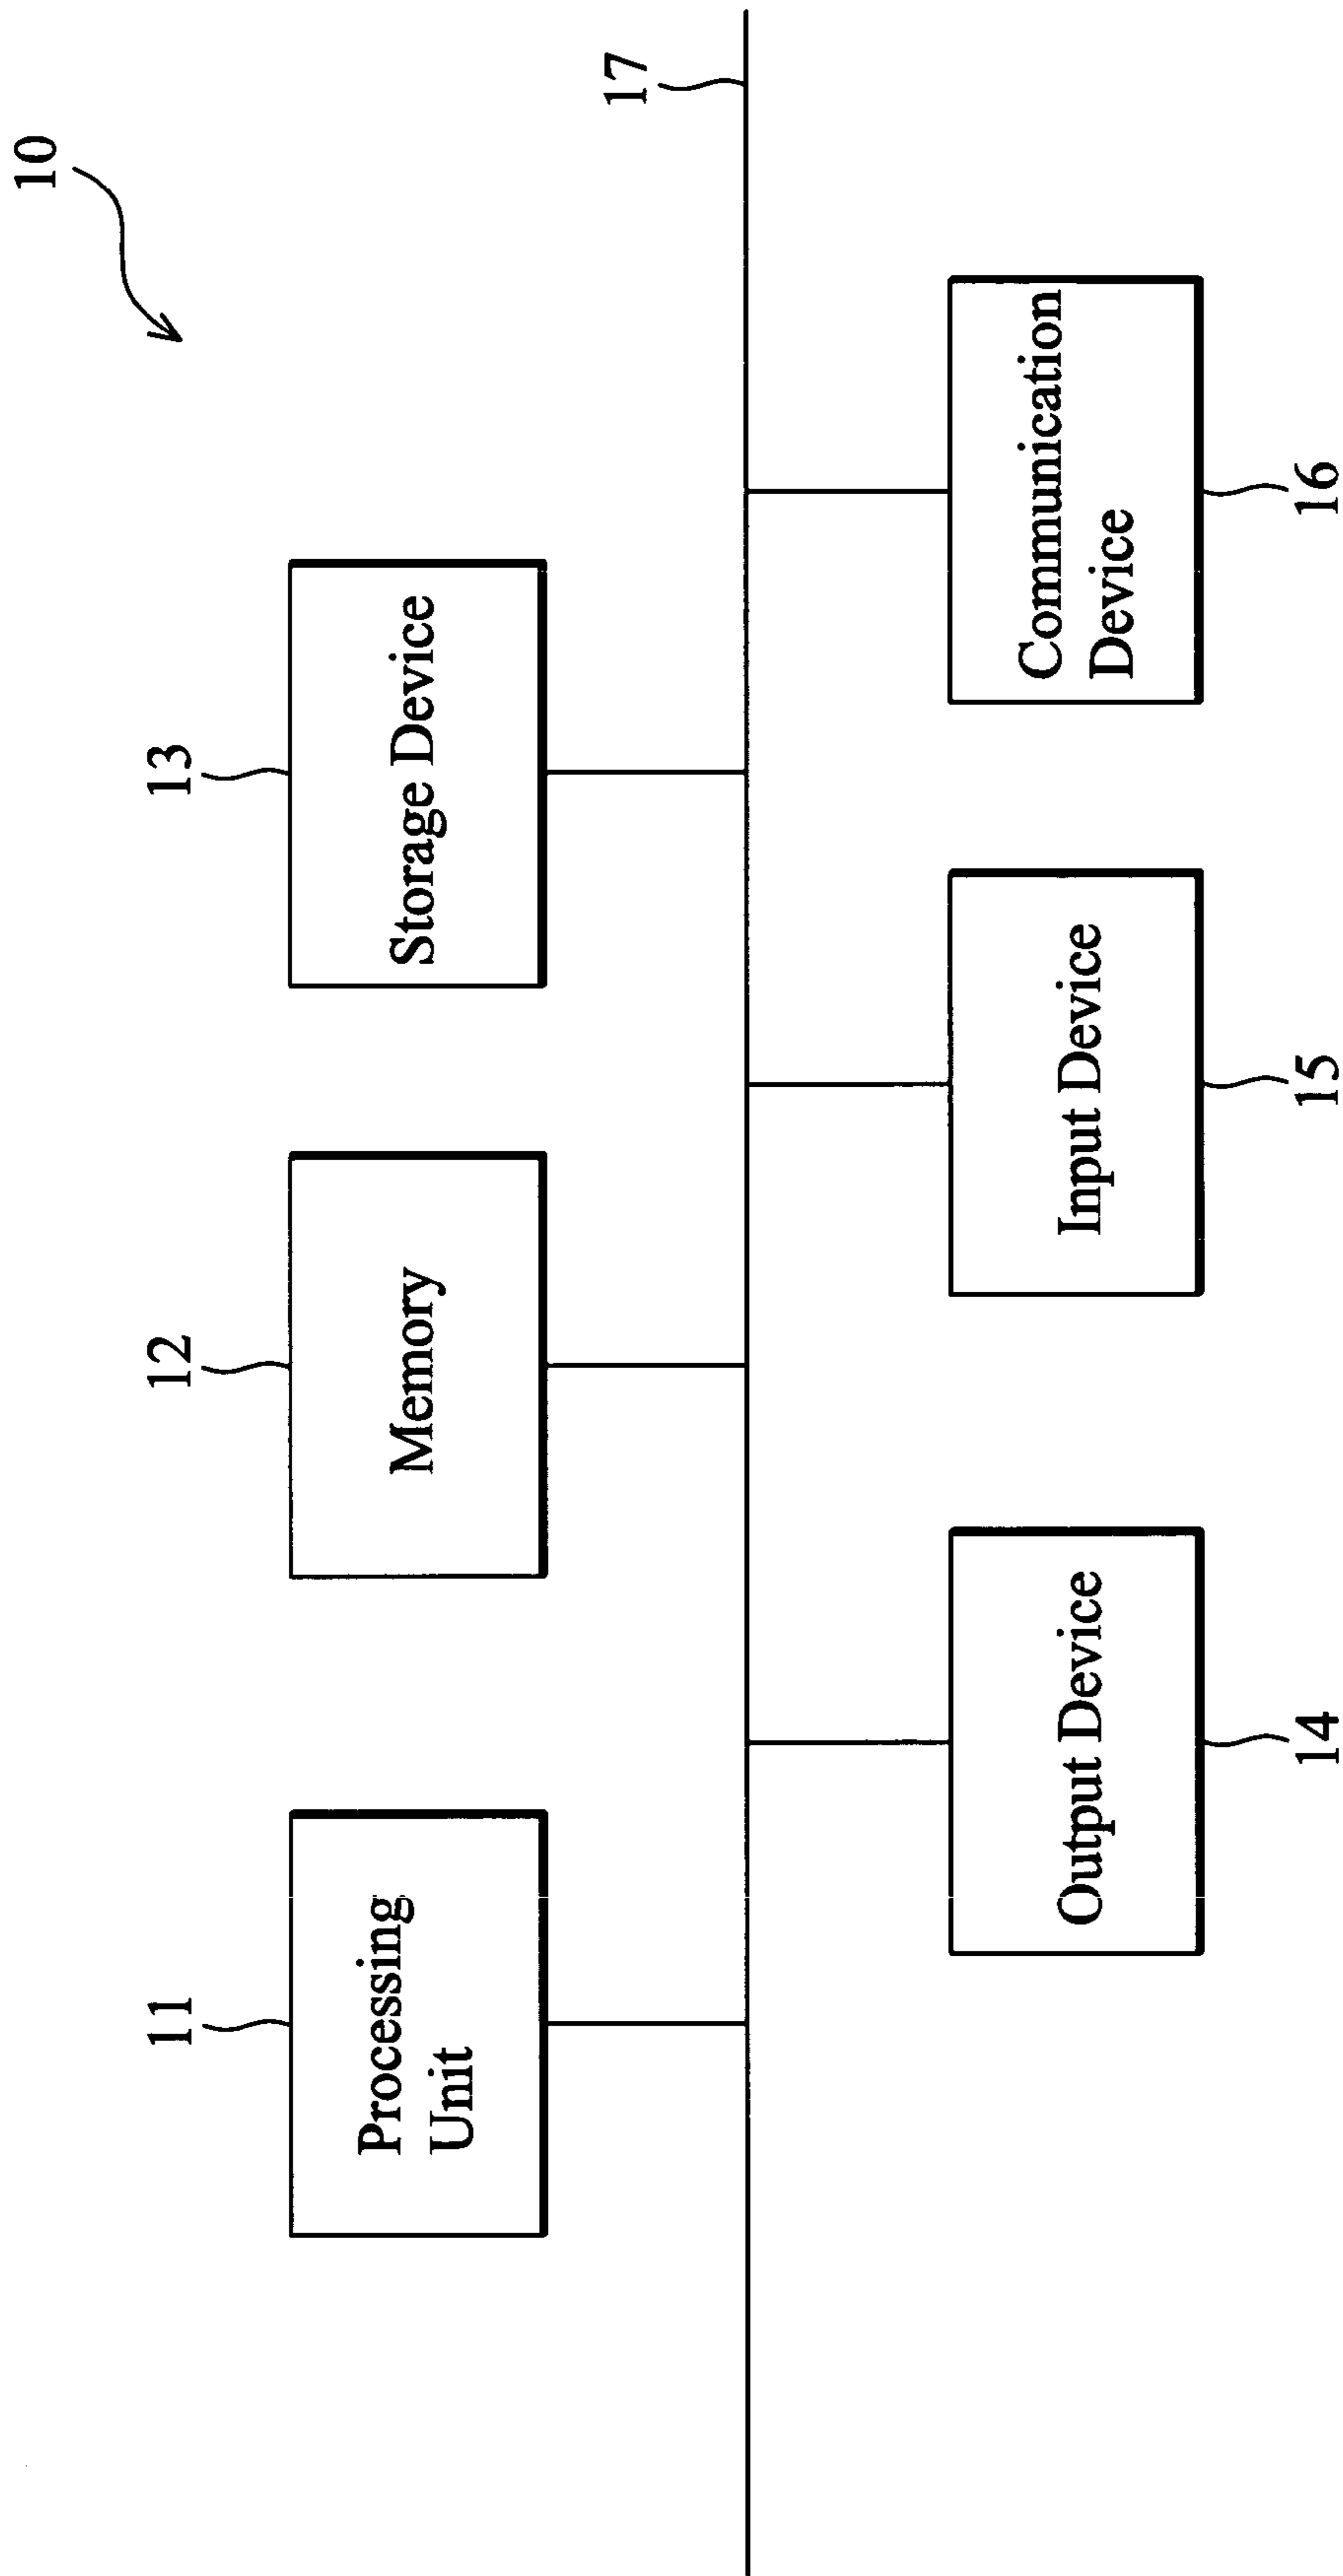 10
11
12
13
Processing
Unit
Memory
Storage Device
17
Output Device
Input Device
Communication
Device
14
15
16